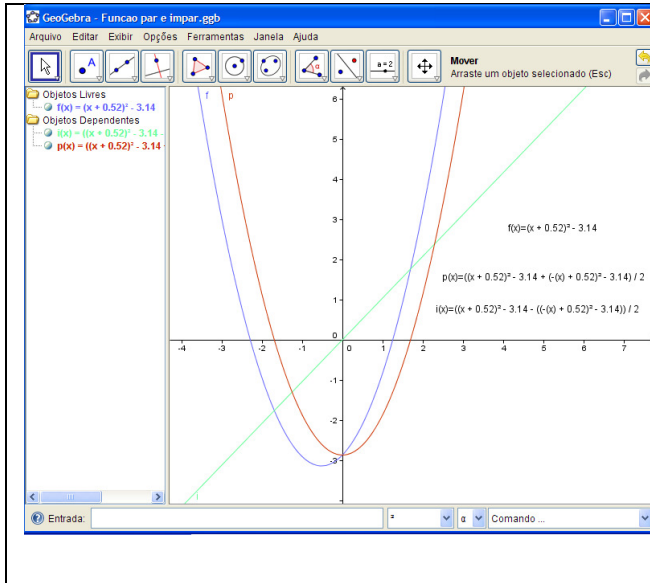 GeoGebra - Funcao par e impar.ggb
Arquivo Editar Exibir Opções Ferramentas Janela Ajuda
A
α
a=2
Mover
Arraste um objeto selecionado (Esc)
Objetos Livres
f(x) = (x + 0.52)² - 3.14
Objetos Dependentes
i(x) = ((x + 0.52)² - 3.14 -
p(x) = ((x + 0.52)² - 3.14
f p
6
5
4
3
2
1
0
-4 -3 -2 -1 0 1 2 3 4 5 6 7
-1
-2
-3
f(x)=(x + 0.52)² - 3.14
p(x)=((x + 0.52)² - 3.14 + (-(x) + 0.52)² - 3.14) / 2
i(x)=((x + 0.52)² - 3.14 - ((-(x) + 0.52)² - 3.14)) / 2
i
Entrada: ² α Comando ...